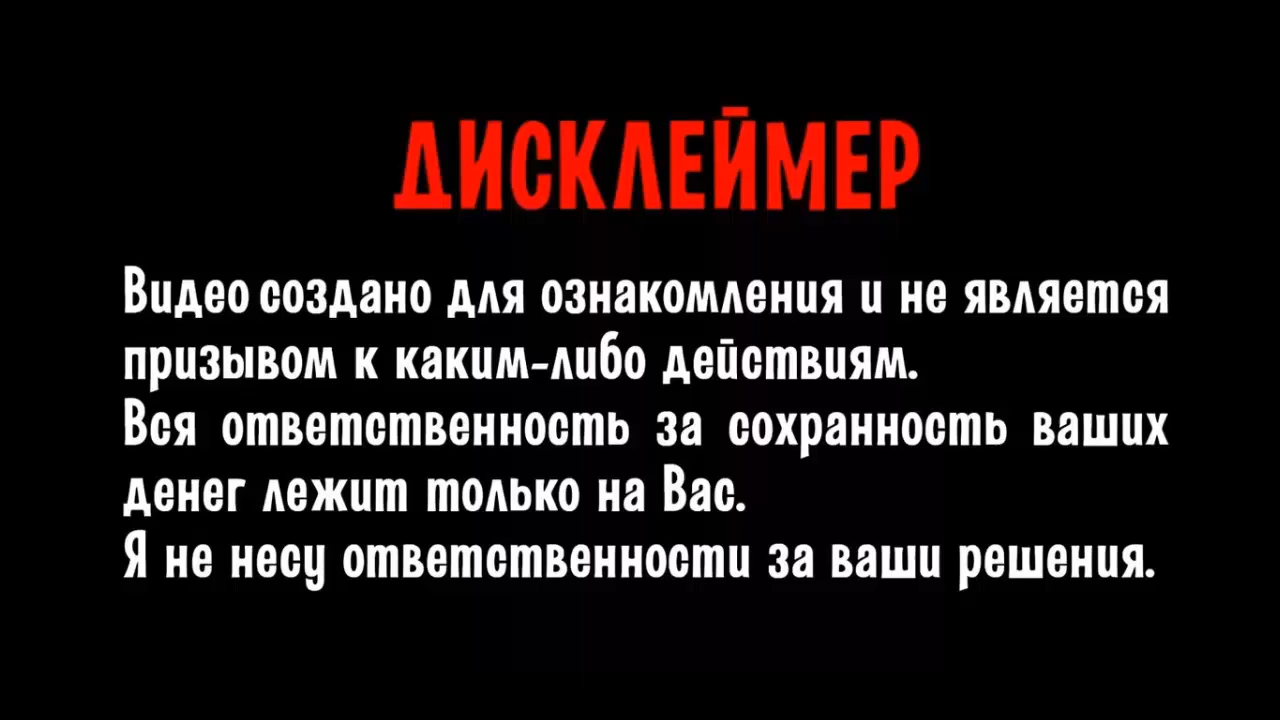 ДИСКЛЕЙМЕР
Видео создано для ознакомления и не является
призывом к каким-либо действиям.
Вся ответственность за сохранность ваших
денег лежит только на Вас.
Я не несу ответственности за ваши решения.